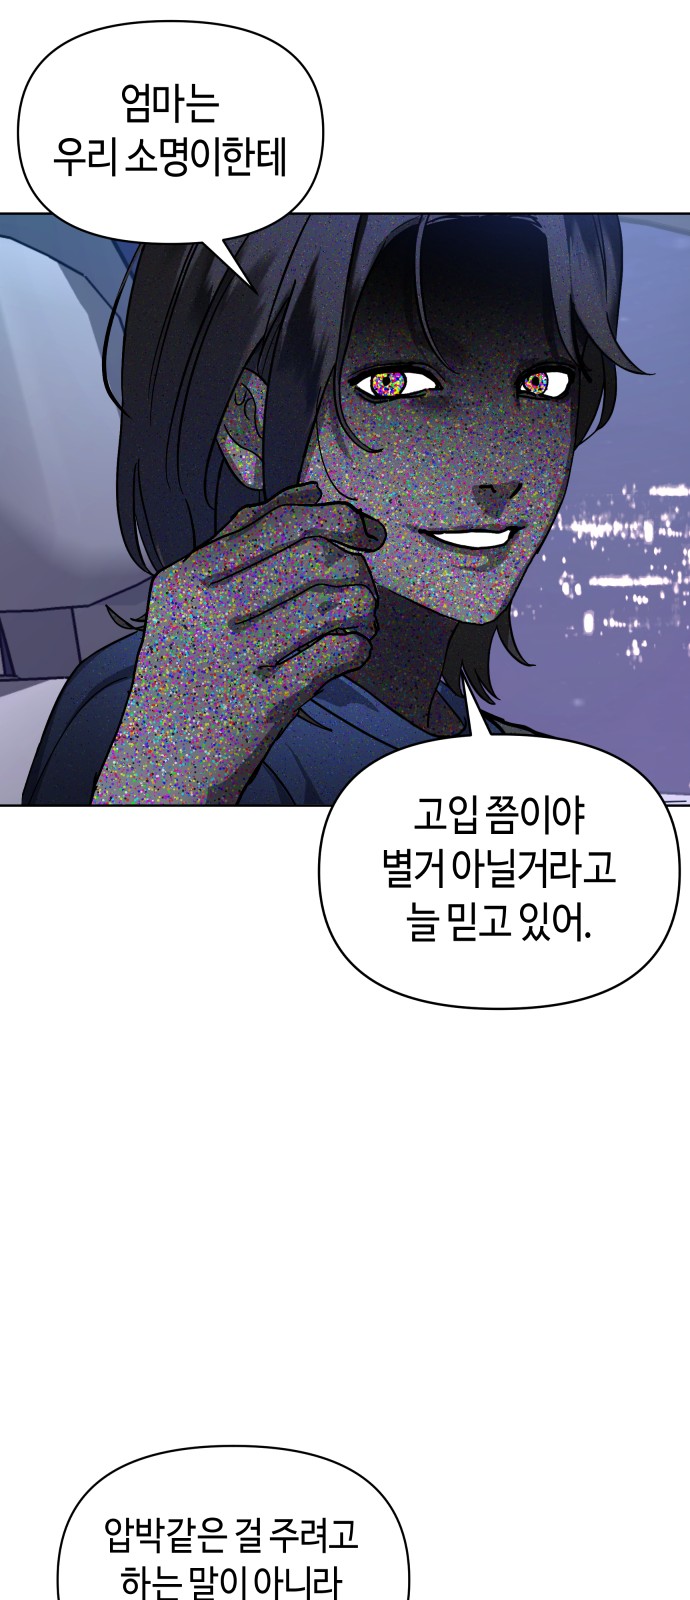 엄마는
우리 소명이한테
고입 쯤이야
별거 아닐거라고
늘 믿고 있어.
압박같은 걸 주려고
하는 말이 아니라